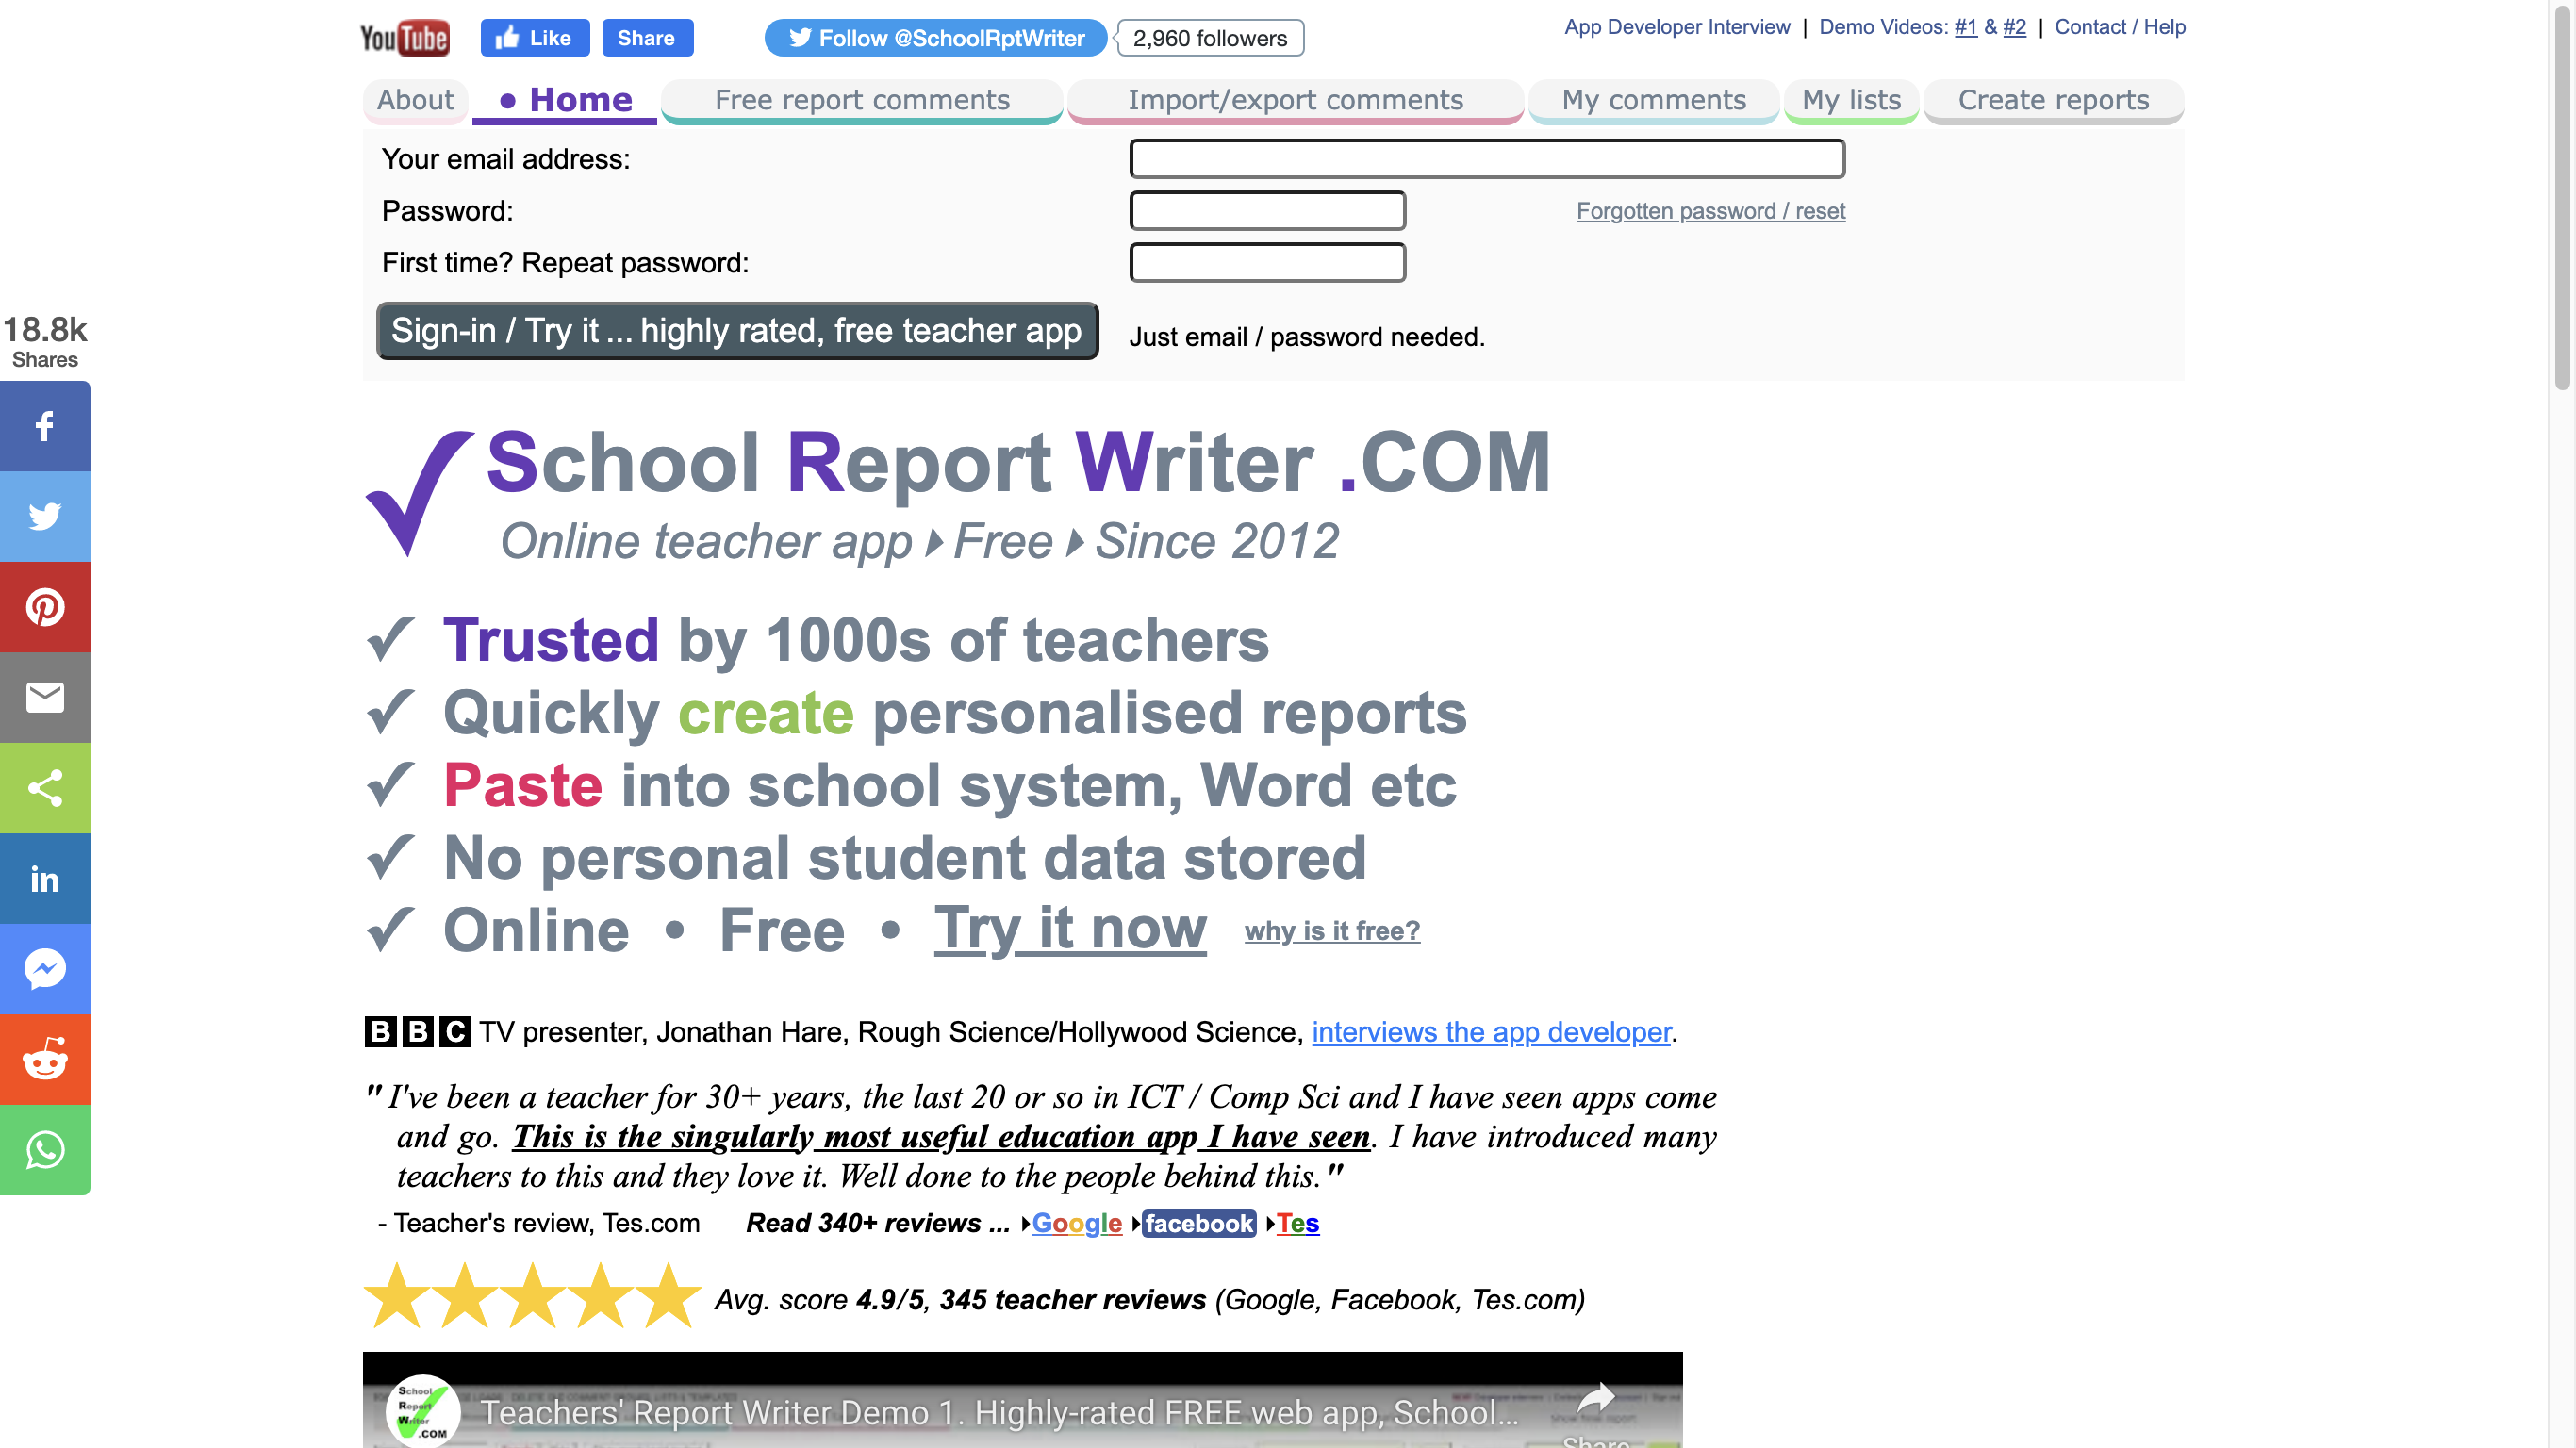 YouTube Like Share Follow @SchoolRptWriter 2,960 followers App Developer Interview | Demo Videos: #1 & #2 | Contact / Help
About • Home Free report comments Import/export comments My comments My lists Create reports
Your email address:
Password: Forgotten password / reset
First time? Repeat password:
Sign-in / Try it ... highly rated, free teacher app Just email / password needed.
18.8k
Shares
School Report Writer .COM
Online teacher app ▸ Free ▸ Since 2012
✓ Trusted by 1000s of teachers
✓ Quickly create personalised reports
✓ Paste into school system, Word etc
✓ No personal student data stored
✓ Online • Free • Try it now why is it free?
BBC TV presenter, Jonathan Hare, Rough Science/Hollywood Science, interviews the app developer.
" I've been a teacher for 30+ years, the last 20 or so in ICT / Comp Sci and I have seen apps come
and go. This is the singularly most useful education app I have seen. I have introduced many
teachers to this and they love it. Well done to the people behind this. "
- Teacher's review, Tes.com Read 340+ reviews ... ▸Google ▸facebook ▸Tes
Avg. score 4.9/5, 345 teacher reviews (Google, Facebook, Tes.com)
School
Report
Writer
.COM
Teachers' Report Writer Demo 1. Highly-rated FREE web app, School...
Share